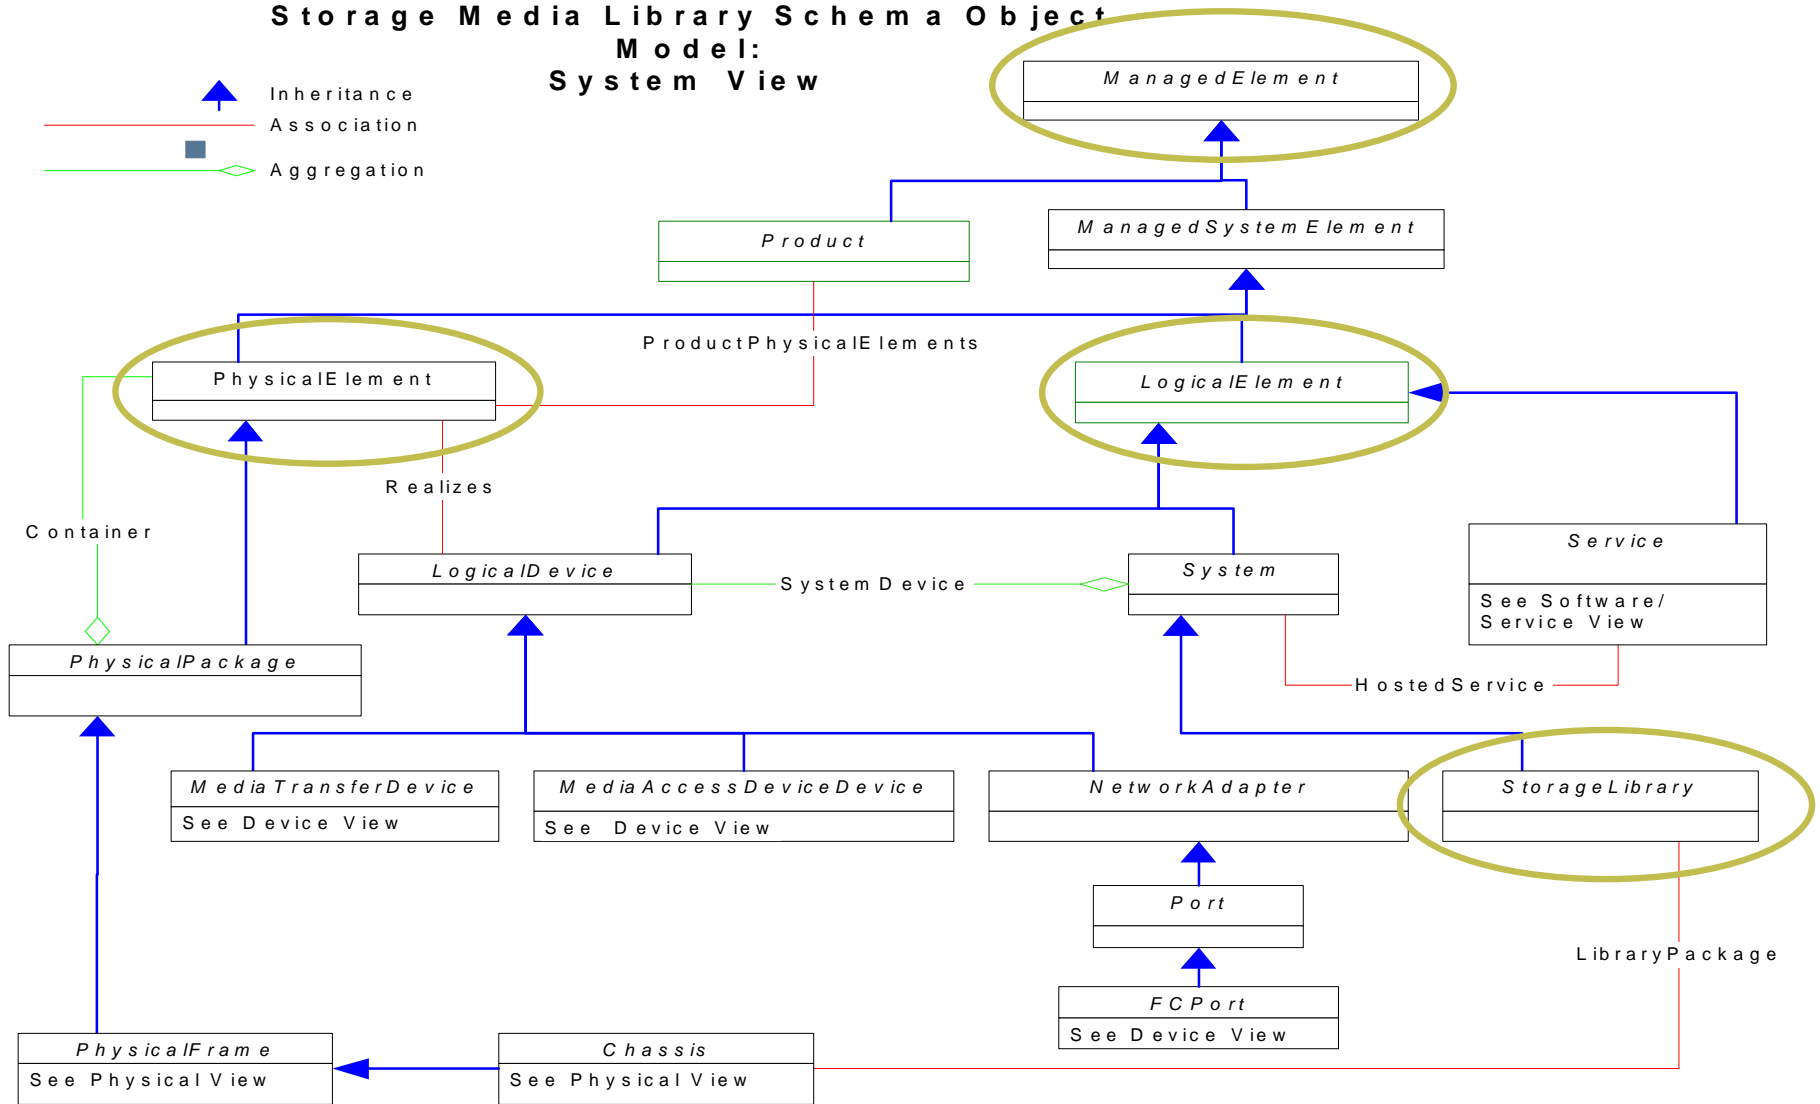 Storage Media Library Schema Object
Model:
System View
Inheritance
Association
Aggregation
ManagedElement
Product
ManagedSystemElement
ProductPhysicalElements
PhysicalElement
LogicalElement
Realizes
Container
LogicalDevice
SystemDevice
System
Service
See Software/
Service View
PhysicalPackage
HostedService
MediaTransferDevice
See Device View
MediaAccessDeviceDevice
See Device View
NetworkAdapter
StorageLibrary
Port
LibraryPackage
FCPort
See Device View
PhysicalFrame
See Physical View
Chassis
See Physical View